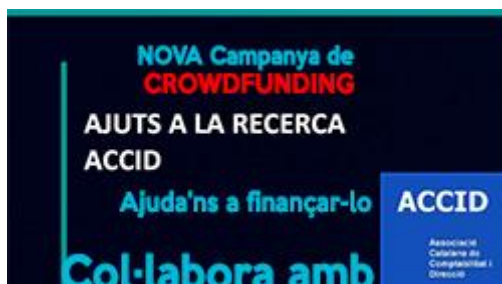 NOVA Campanya de
CROWDFUNDING
AJUTS A LA RECERCA
ACCID
Ajuda'ns a finançar-lo
Col·labora amb
ACCID
Associació
Catalana de
Comptabilitat i
Direcció